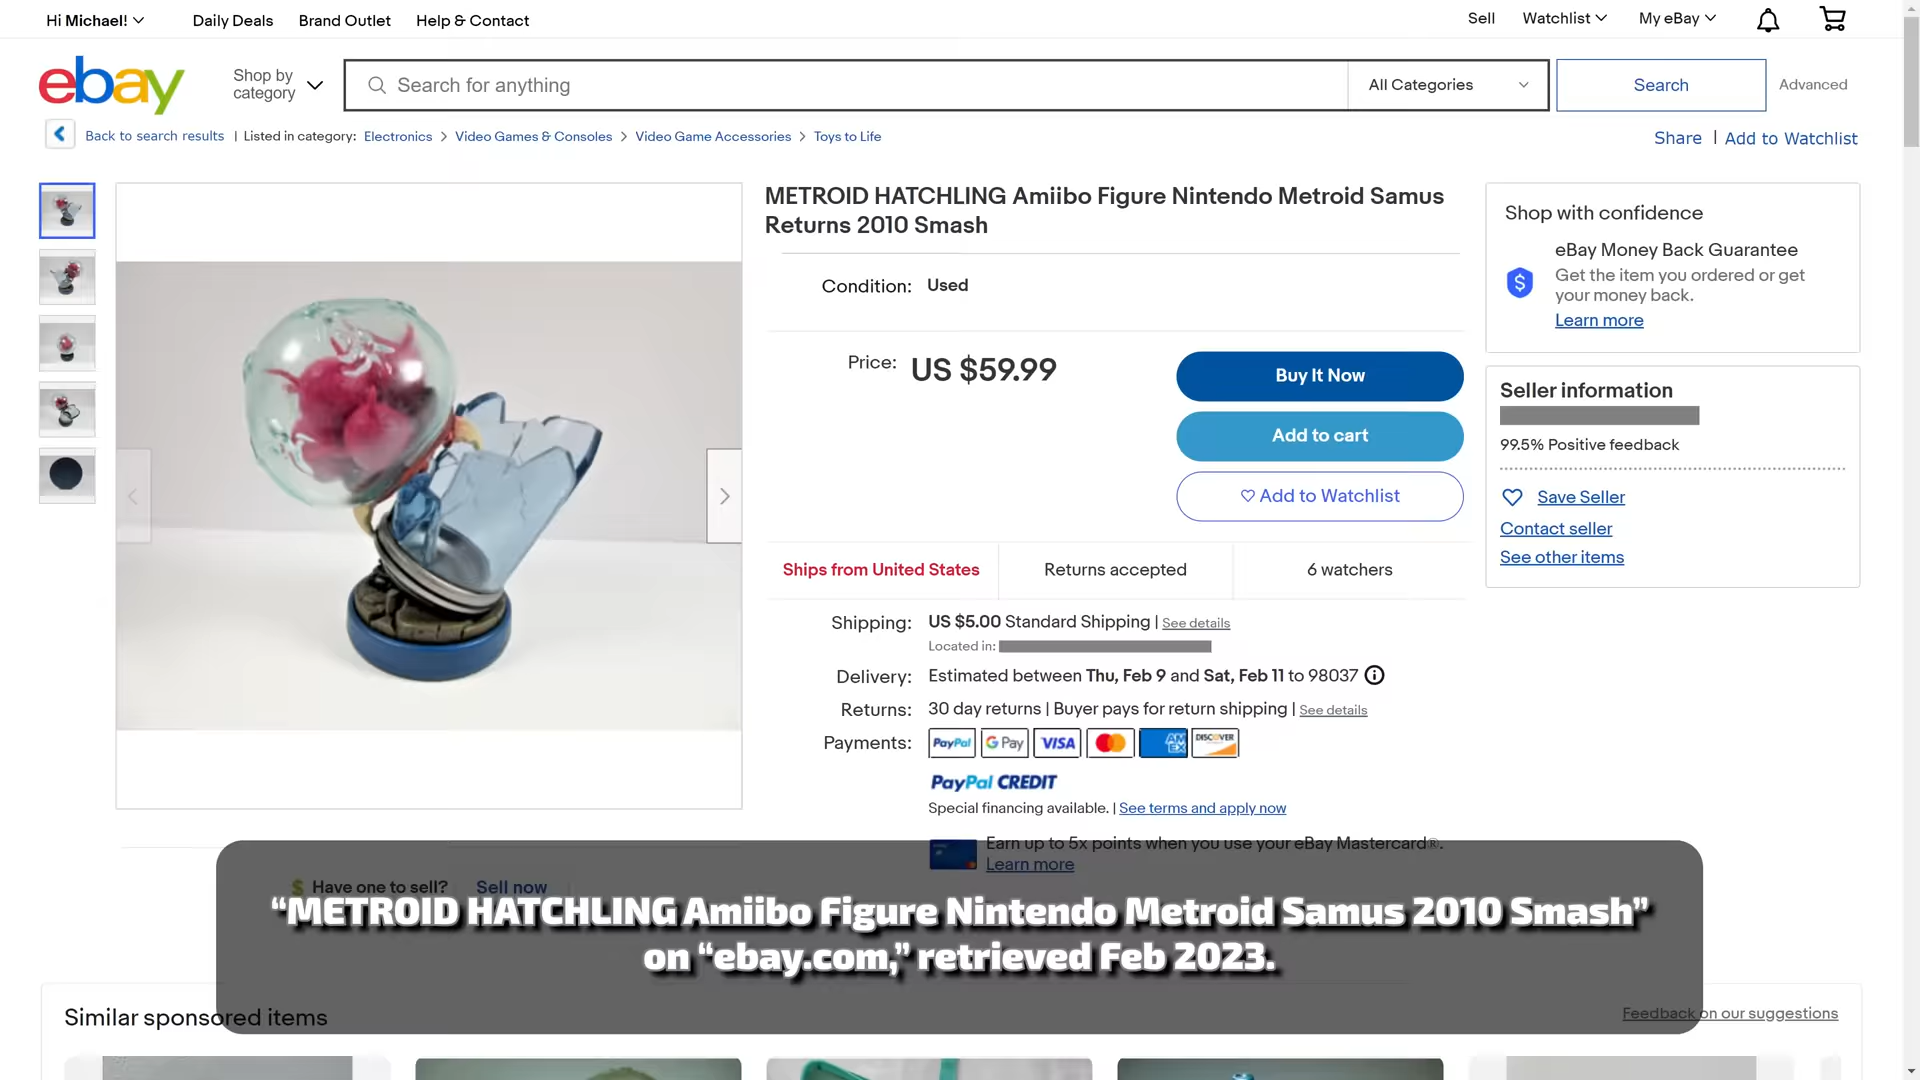 Hi Michael!
Daily Deals
Brand Outlet
Help & Contact
Sell
Watchlist
My eBay
ebay
Shop by category
Search for anything
All Categories
Search
Advanced
Back to search results | Listed in category: Electronics > Video Games & Consoles > Video Game Accessories > Toys to Life
Share | Add to Watchlist
METROID HATCHLING Amiibo Figure Nintendo Metroid Samus
Returns 2010 Smash
Condition: Used
Price: US $59.99
Buy It Now
Add to cart
Add to Watchlist
Ships from United States
Returns accepted
6 watchers
Shipping: US $5.00 Standard Shipping | See details
Located in:
Delivery: Estimated between Thu, Feb 9 and Sat, Feb 11 to 98037
Returns: 30 day returns | Buyer pays for return shipping | See details
Payments: PayPal G Pay VISA AMEX DISCOVER
PayPal CREDIT
Special financing available. | See terms and apply now
Earn up to 5x points when you use your eBay Mastercard®.
Learn more
Shop with confidence
eBay Money Back Guarantee
Get the item you ordered or get
your money back.
Learn more
Seller information
99.5% Positive feedback
Save Seller
Contact seller
See other items
Have one to sell? Sell now
“METROID HATCHLING Amiibo Figure Nintendo Metroid Samus 2010 Smash”
on “ebay.com,” retrieved Feb 2023.
Similar sponsored items
Feedback on our suggestions